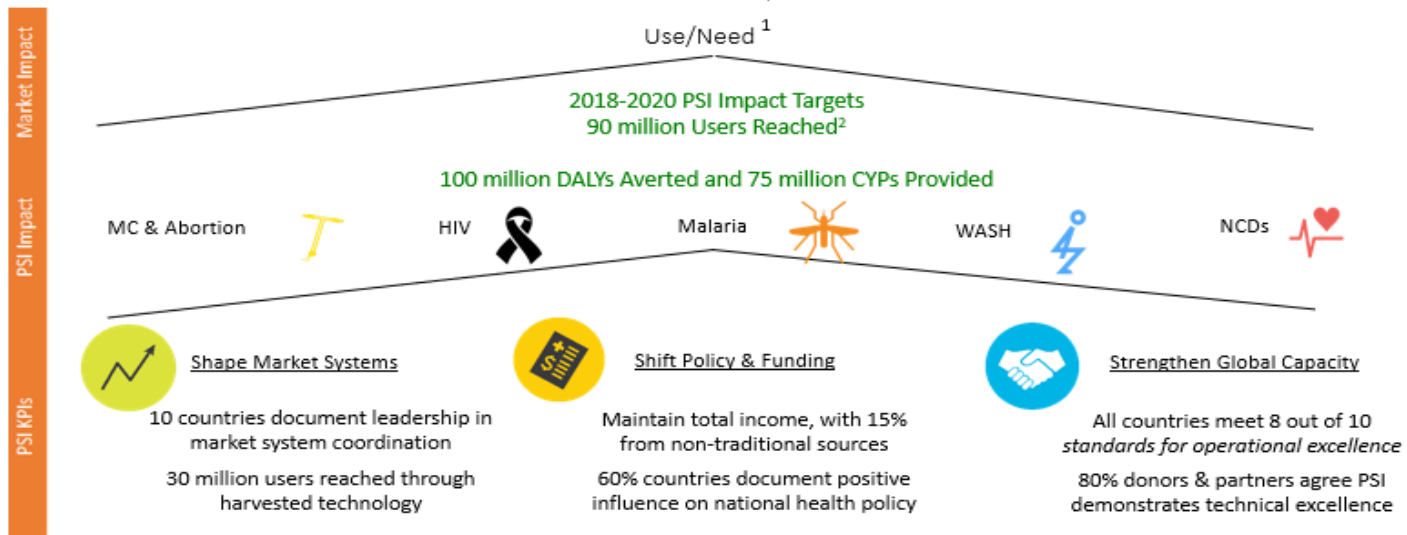 Market Impact
Use/Need 1
2018-2020 PSI Impact Targets
90 million Users Reached2
PSI Impact
100 million DALYs Averted and 75 million CYPs Provided
MC & Abortion
HIV
Malaria
WASH
NCDs
PSI KPIs
Shape Market Systems
10 countries document leadership in
market system coordination
30 million users reached through
harvested technology
Shift Policy & Funding
Maintain total income, with 15%
from non-traditional sources
60% countries document positive
influence on national health policy
Strengthen Global Capacity
All countries meet 8 out of 10
standards for operational excellence
80% donors & partners agree PSI
demonstrates technical excellence